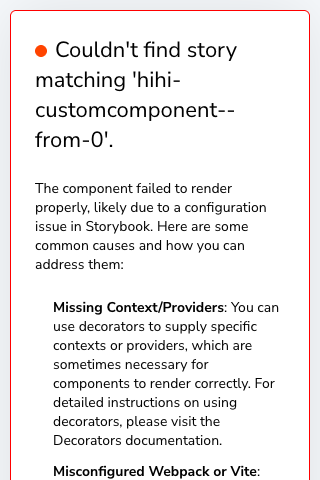 Couldn't find story
matching 'hihi-
customcomponent--
from-0'.
The component failed to render
properly, likely due to a configuration
issue in Storybook. Here are some
common causes and how you can
address them:
Missing Context/Providers: You can
use decorators to supply specific
contexts or providers, which are
sometimes necessary for
components to render correctly. For
detailed instructions on using
decorators, please visit the
Decorators documentation.
Misconfigured Webpack or Vite: